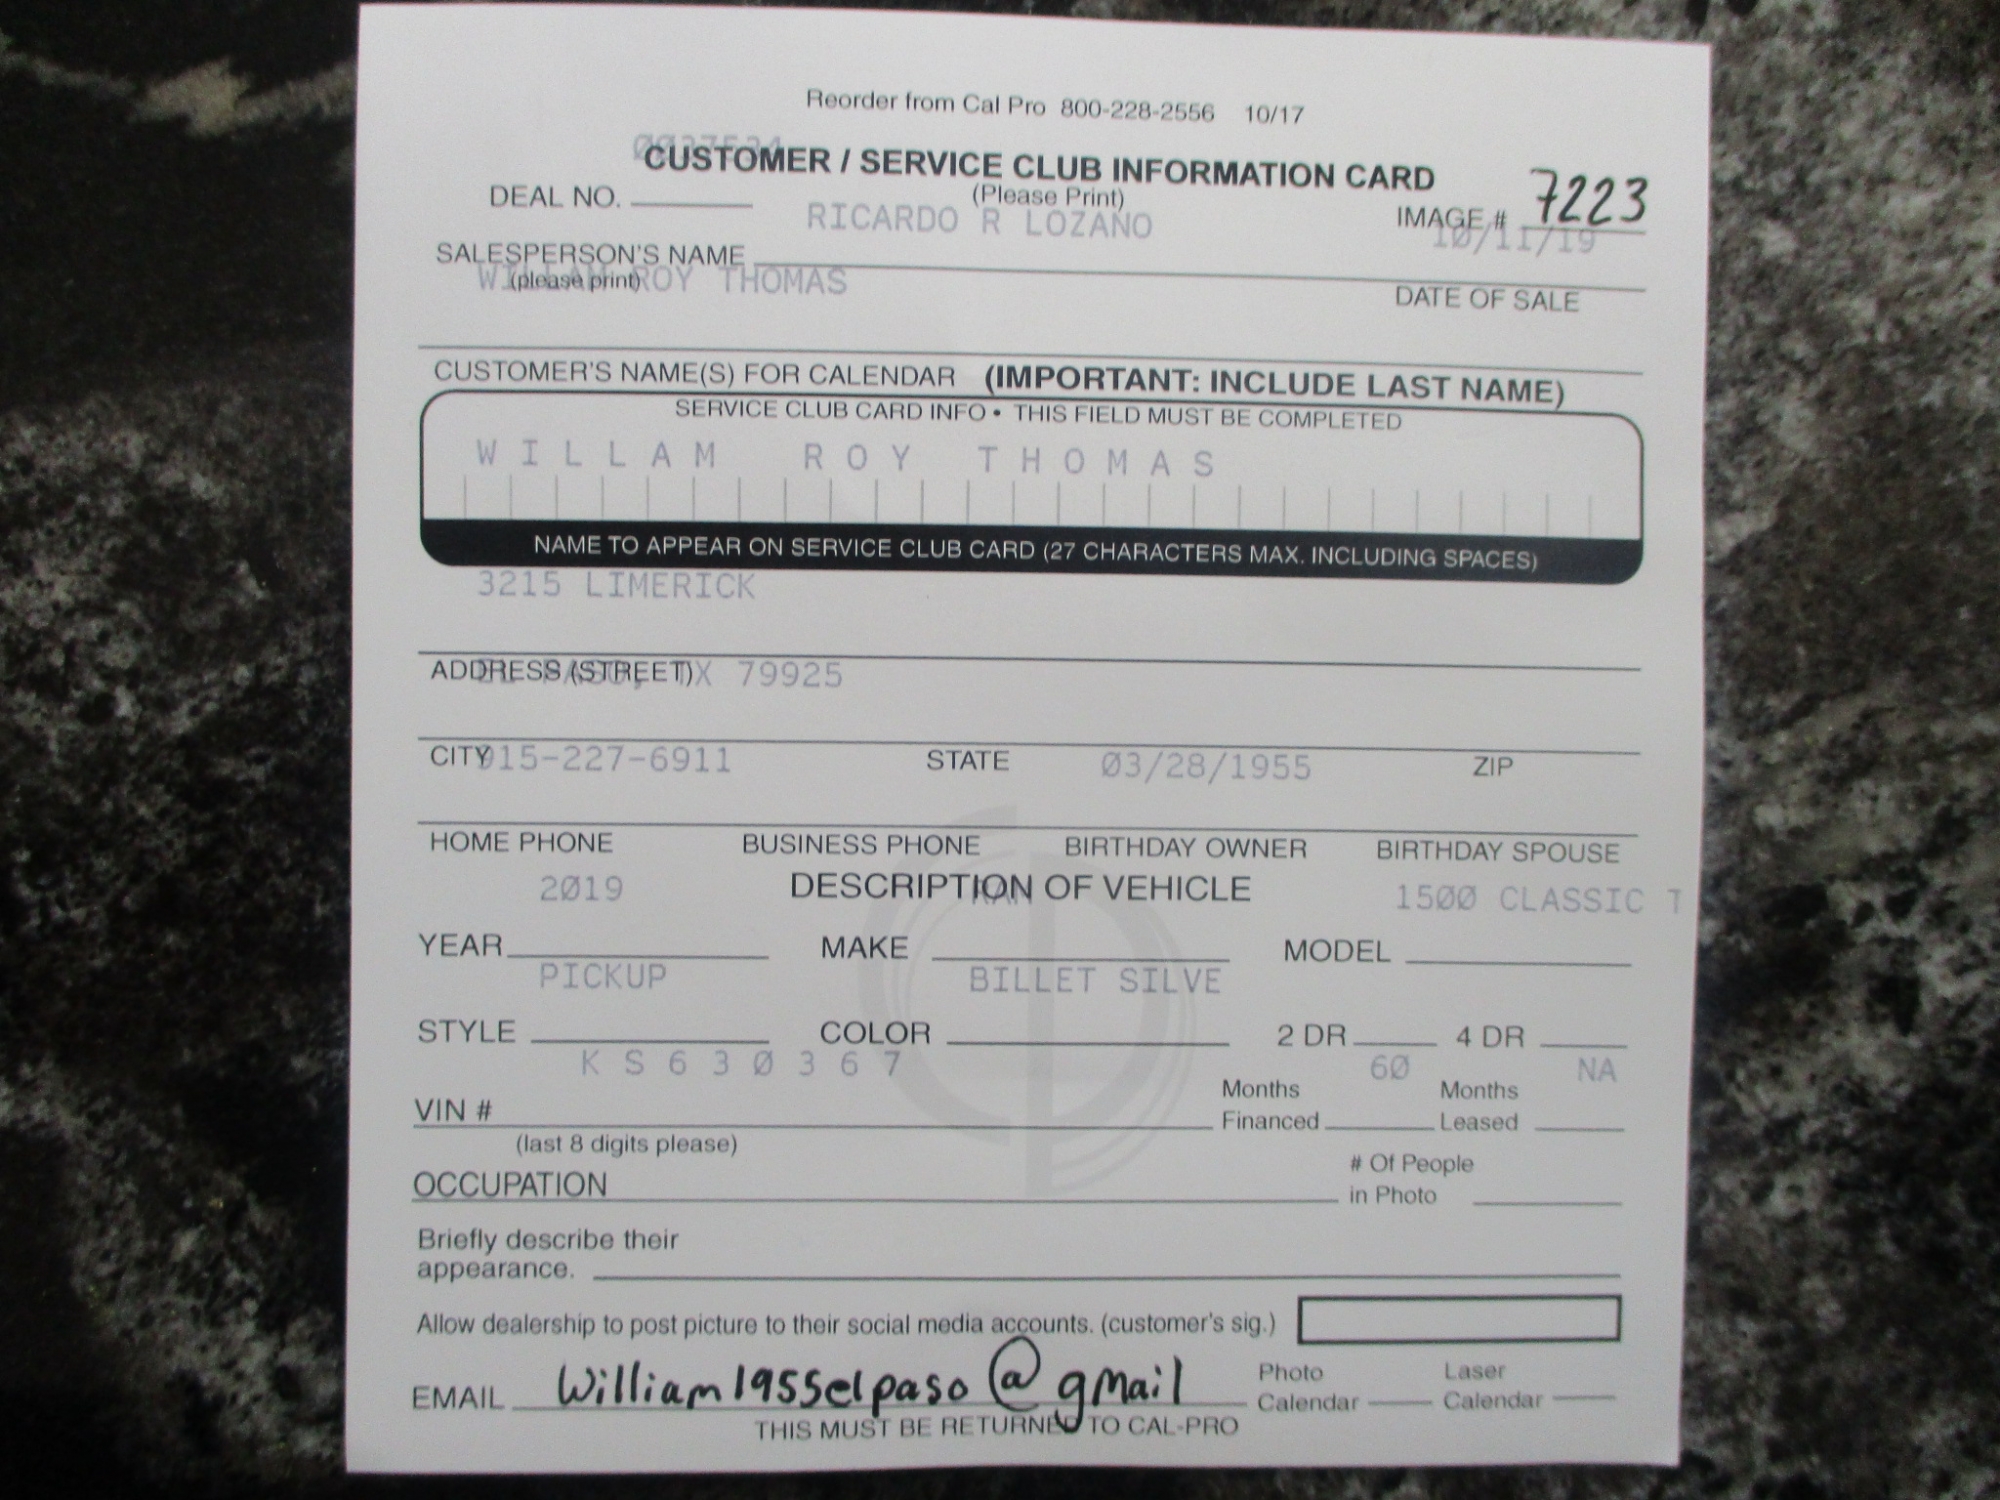 Reorder from Cal Pro 800-228-2556 10/17
CUSTOMER / SERVICE CLUB INFORMATION CARD
(Please Print)
DEAL NO.
IMAGE # 7223
RICARDO R LOZANO
10/11/19
SALESPERSON'S NAME
(please print)
WILLAM ROY THOMAS
DATE OF SALE
CUSTOMER'S NAME(S) FOR CALENDAR (IMPORTANT: INCLUDE LAST NAME)
SERVICE CLUB CARD INFO • THIS FIELD MUST BE COMPLETED
WILLAM ROY THOMAS
NAME TO APPEAR ON SERVICE CLUB CARD (27 CHARACTERS MAX. INCLUDING SPACES)
3215 LIMERICK
ADDRESS (STREET)
TX 79925
CITY STATE ZIP
915-227-6911 03/28/1955
HOME PHONE BUSINESS PHONE BIRTHDAY OWNER BIRTHDAY SPOUSE
DESCRIPTION OF VEHICLE
2019 RAM 1500 CLASSIC T
YEAR MAKE MODEL
PICKUP BILLET SILVE
STYLE COLOR 2 DR 4 DR
KS630367 60 NA
VIN # Months Financed Months Leased
(last 8 digits please)
OCCUPATION # Of People in Photo
Briefly describe their
appearance.
Allow dealership to post picture to their social media accounts. (customer's sig.)
EMAIL William1955elpaso@gmail Photo Calendar Laser Calendar
THIS MUST BE RETURNED TO CAL-PRO